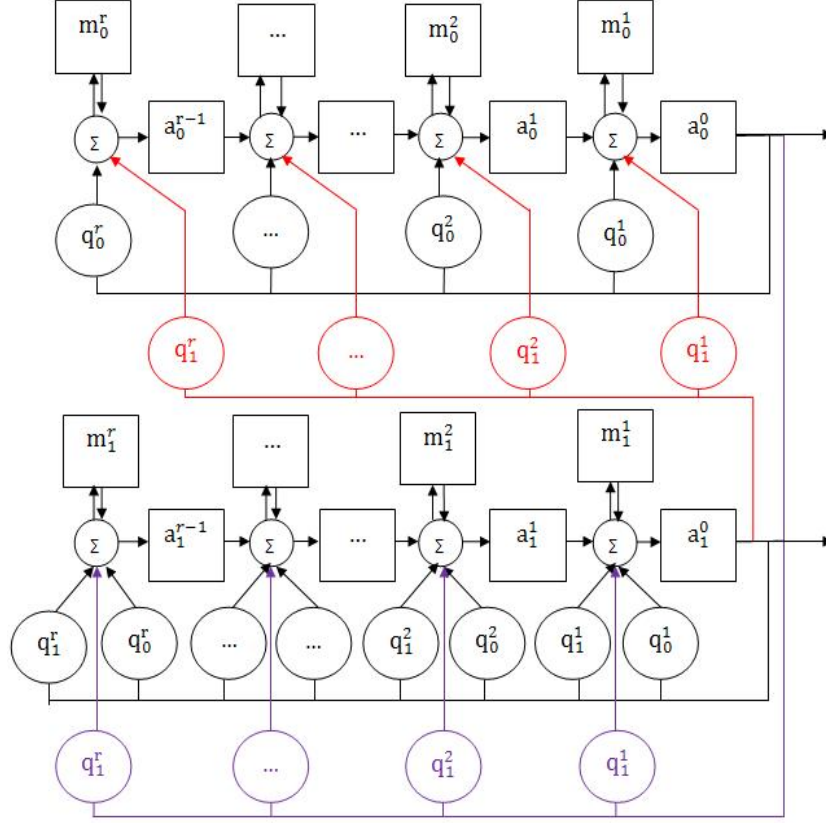 m₀ʳ ... m₀² m₀¹
Σ a₀ʳ⁻¹ Σ ... Σ a₀¹ Σ a₀⁰
q₀ʳ ... q₀² q₀¹
q₁ʳ ... q₁² q₁¹
m₁ʳ ... m₁² m₁¹
Σ a₁ʳ⁻¹ Σ ... Σ a₁¹ Σ a₁⁰
q₁ʳ q₀ʳ ... ... q₁² q₀² q₁¹ q₀¹
q₁ʳ ... q₁² q₁¹